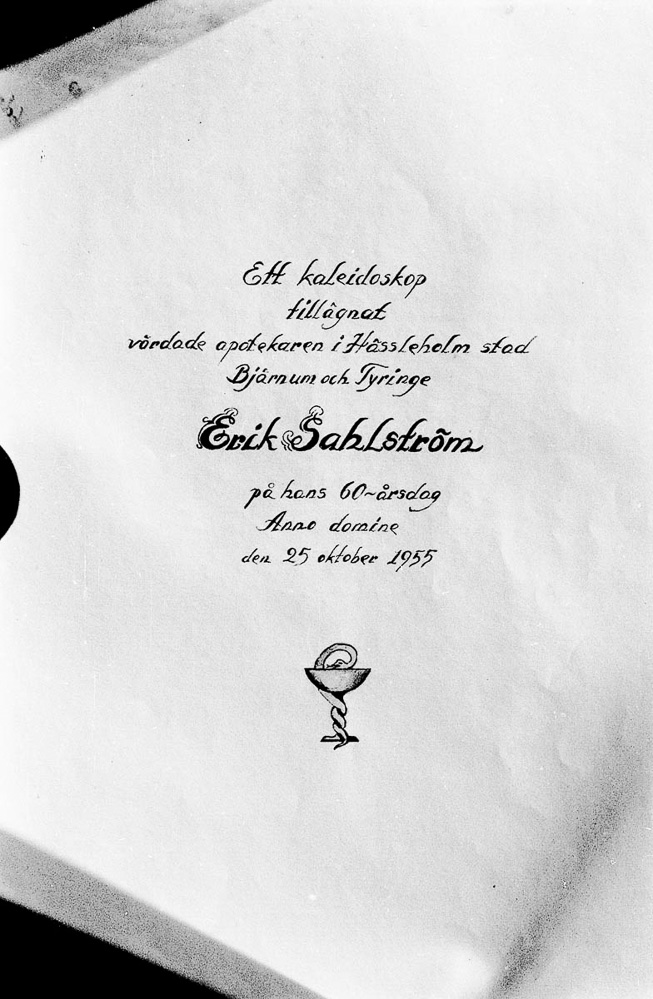 Ett kaleidoskop
tillägnat
vördade apotekaren i Hässleholm stad
Bjärnum och Tyringe
Erik Sahlström
på hans 60-årsdag
Anno domine
den 25 oktober 1955